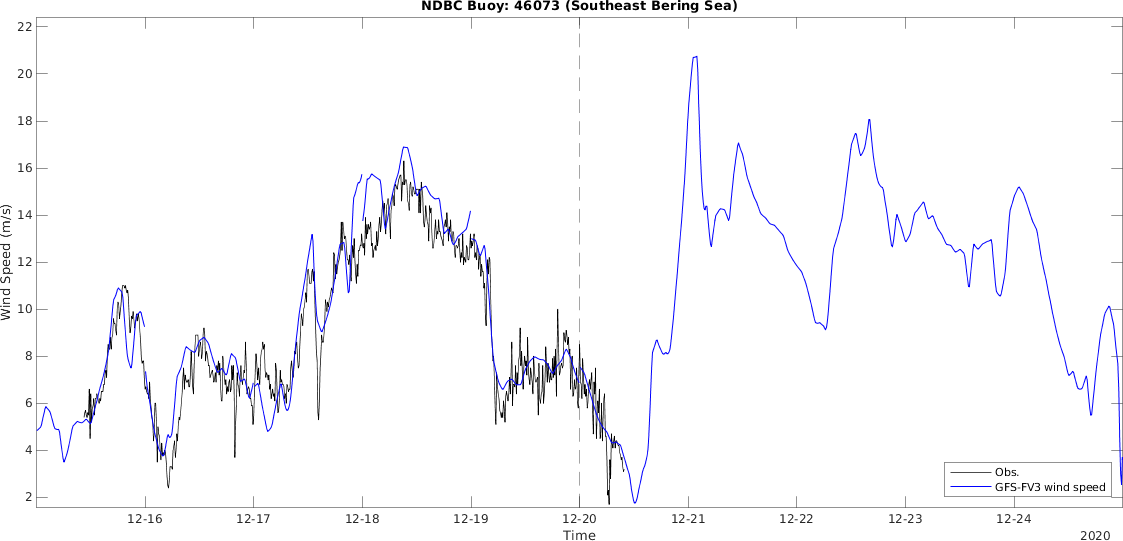 NDBC Buoy: 46073 (Southeast Bering Sea)
22
20
18
16
14
12
10
8
6
4
2
Wind Speed (m/s)
Obs.
GFS-FV3 wind speed
12-16 12-17 12-18 12-19 12-20 12-21 12-22 12-23 12-24
Time
2020